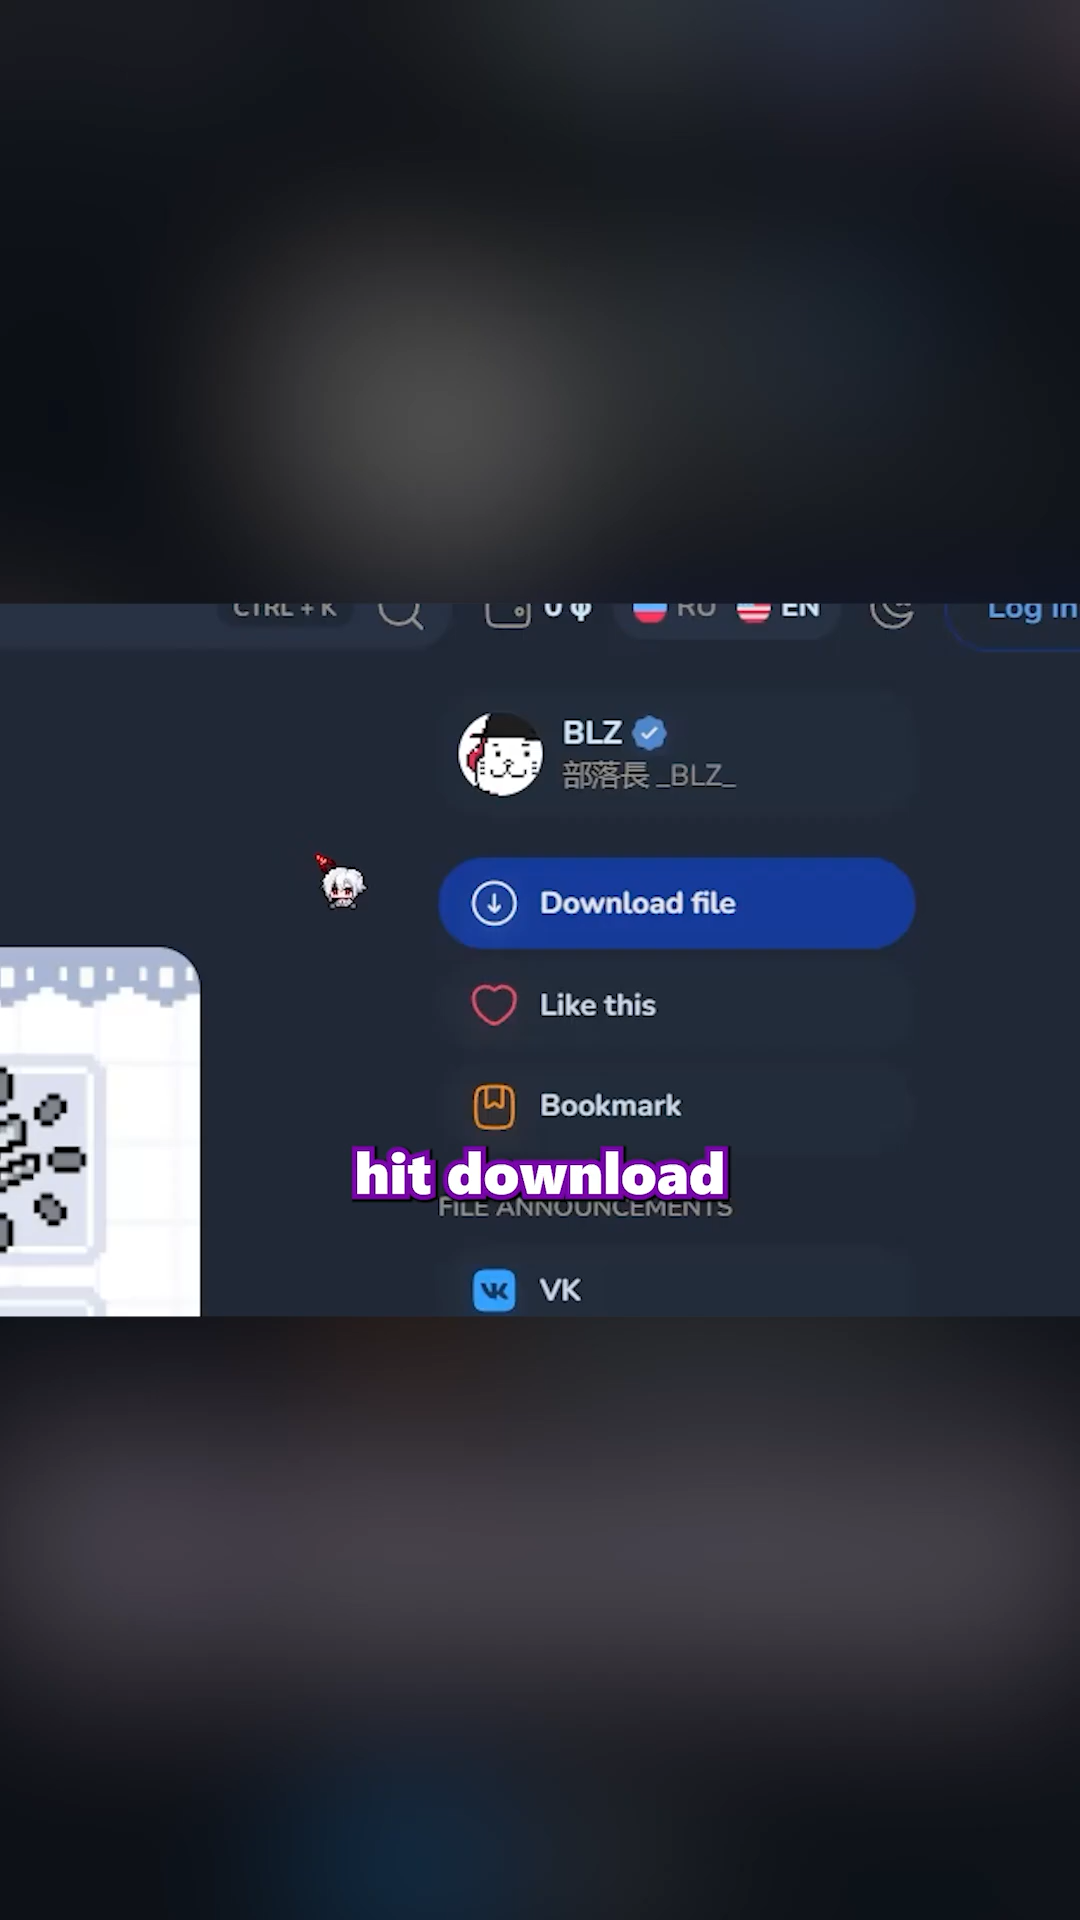 CTRL + K
0 φ
RU
EN
Log in
BLZ
部落長 _BLZ_
Download file
Like this
Bookmark
hit download
FILE ANNOUNCEMENTS
VK